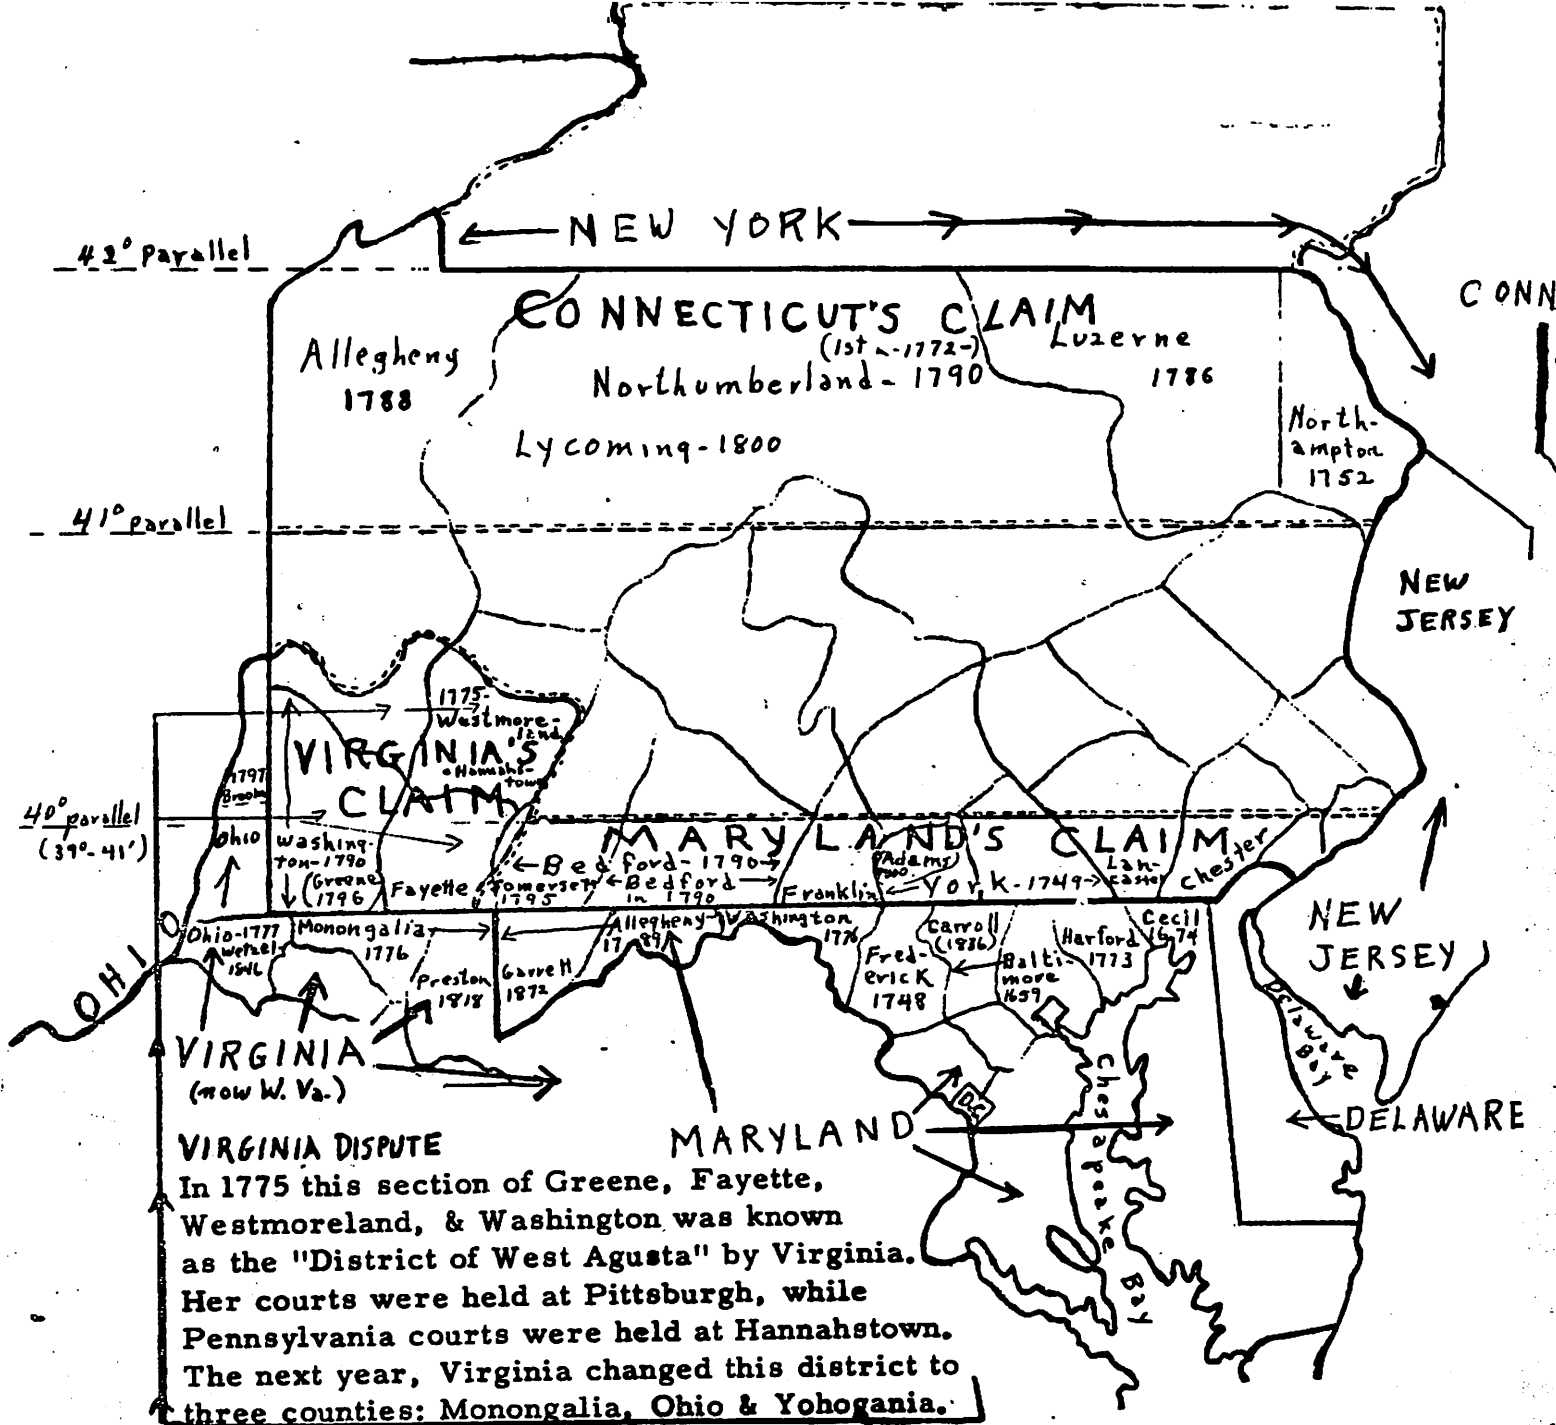 NEW YORK
42° parallel
CONN
CONNECTICUT'S CLAIM
(1st in-1772-)
Luzerne
1786
Allegheny
1788
Northumberland- 1790
North-
ampton
1752
Lycoming-1800
41° parallel
NEW
JERSEY
1775-
Westmore-
land
VIRGINIA'S
Hannahs-
town
CLAIM
1797
Brooke
40° parallel
(39°-41')
Ohio
Washing-
ton-1790
(Greene
1796
MARYLAND'S CLAIM
Bedford-1790
Bedford
in 1790
Fayette
Somerset
1795
Franklin
(Adams)
1800
York-1749
Lan-
caster
Chester
OHIO
Ohio-1777
Wetzel
1846
Monongalia
1776
Preston
1818
Garrett
1872
Allegheny
1789
Washington
1776
Fred-
erick
1748
Carroll
(1836)
Balti-
more
1659
Harford
1773
Cecil
1674
NEW
JERSEY
Delaware
Bay
VIRGINIA
(now W. Va.)
D.C.
MARYLAND
Chesapeake Bay
DELAWARE
VIRGINIA DISPUTE
In 1775 this section of Greene, Fayette,
Westmoreland, & Washington was known
as the "District of West Agusta" by Virginia.
Her courts were held at Pittsburgh, while
Pennsylvania courts were held at Hannahstown.
The next year, Virginia changed this district to
three counties: Monongalia, Ohio & Yohogania.